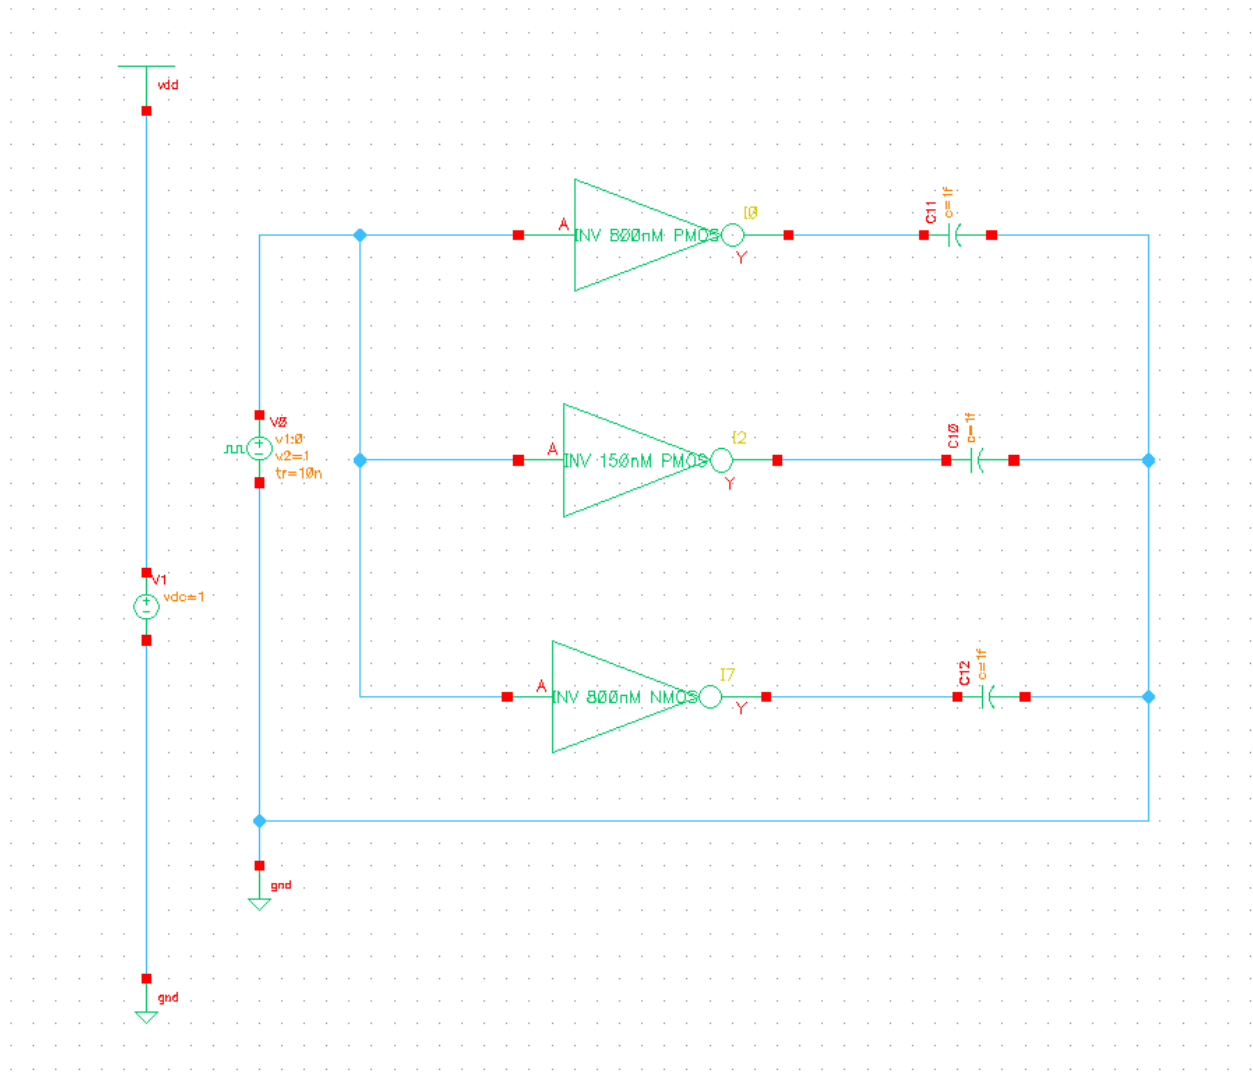 vdd
I0
A
INV 800nM PMOS
Y
C11
c=1f
V0
v1:0
v2=1
tr=10n
I2
A
INV 150nM PMOS
Y
C10
c=1f
V1
vdc=1
I7
A
INV 800nM NMOS
Y
C12
c=1f
gnd
gnd